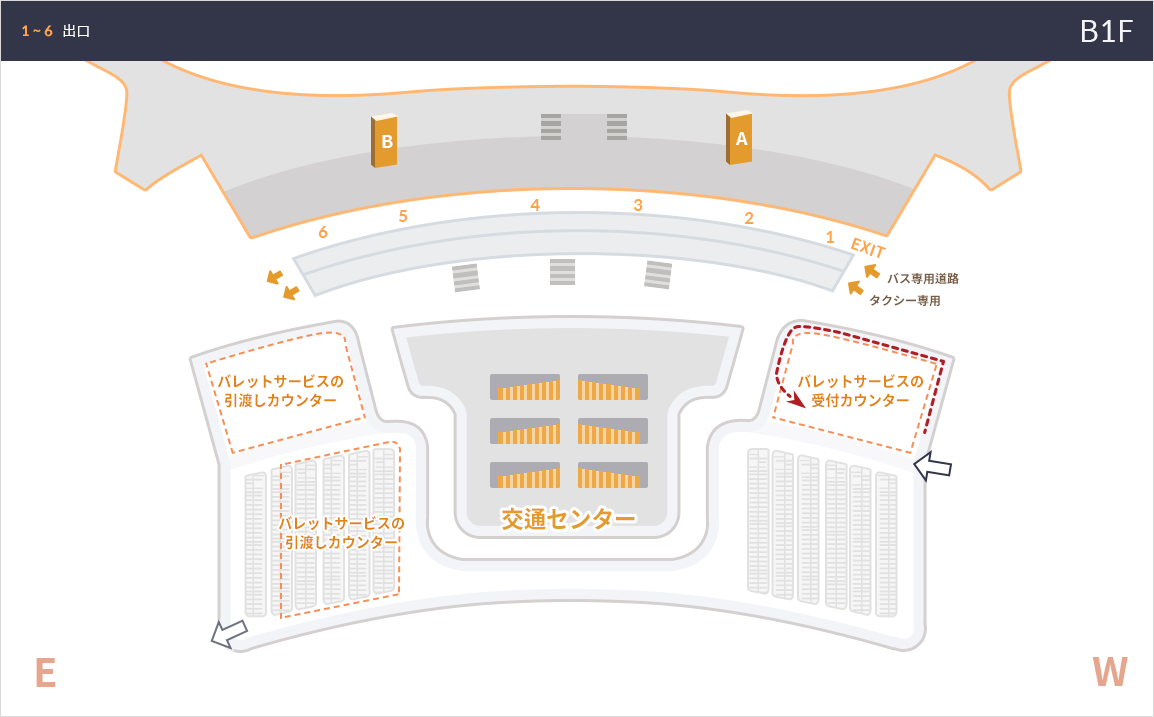 1 ~ 6 出口
B1F
B
A
6
5
4
3
2
1
EXIT
バス専用道路
タクシー専用
バレットサービスの
引渡しカウンター
バレットサービスの
受付カウンター
バレットサービスの
引渡しカウンター
交通センター
E
W